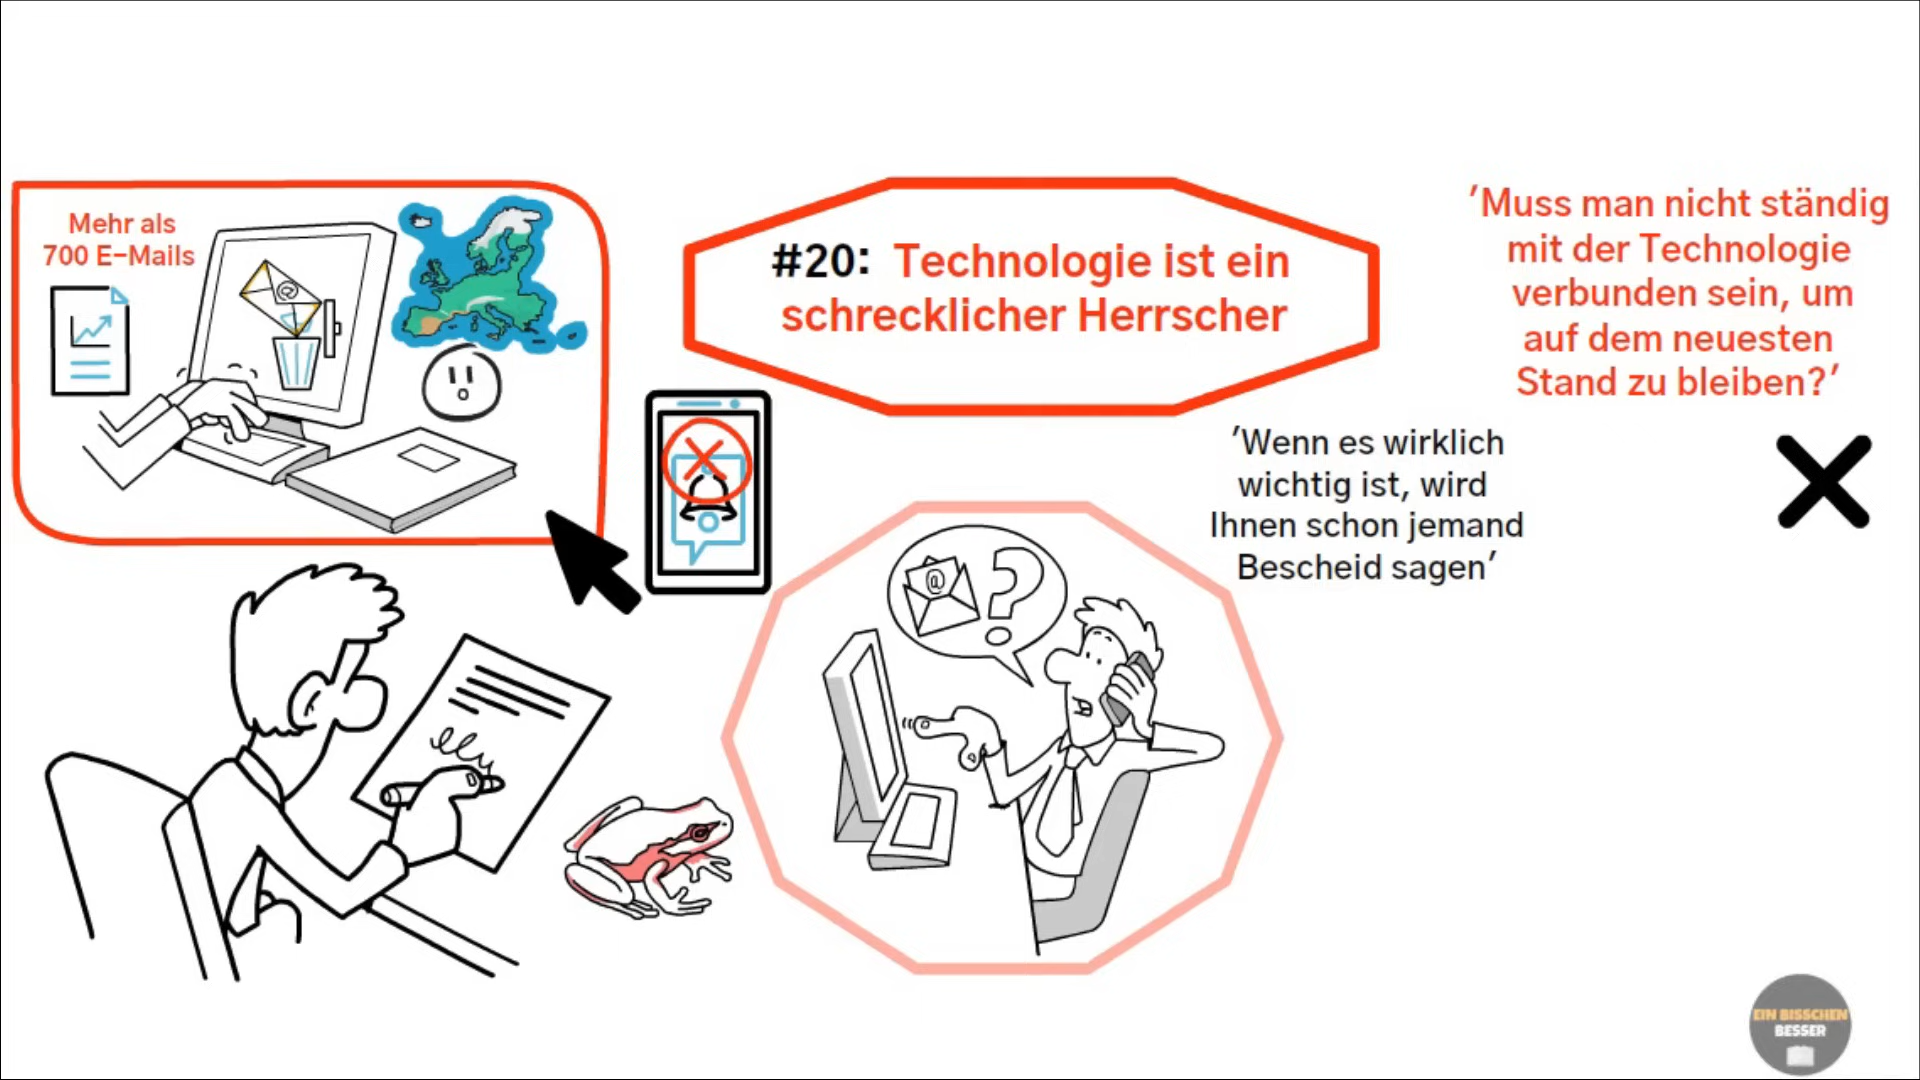 Mehr als
700 E-Mails
#20: Technologie ist ein
schrecklicher Herrscher
'Muss man nicht ständig
mit der Technologie
verbunden sein, um
auf dem neuesten
Stand zu bleiben?'
'Wenn es wirklich
wichtig ist, wird
Ihnen schon jemand
Bescheid sagen'
@
@
?
EIN BISSCHEN
BESSER